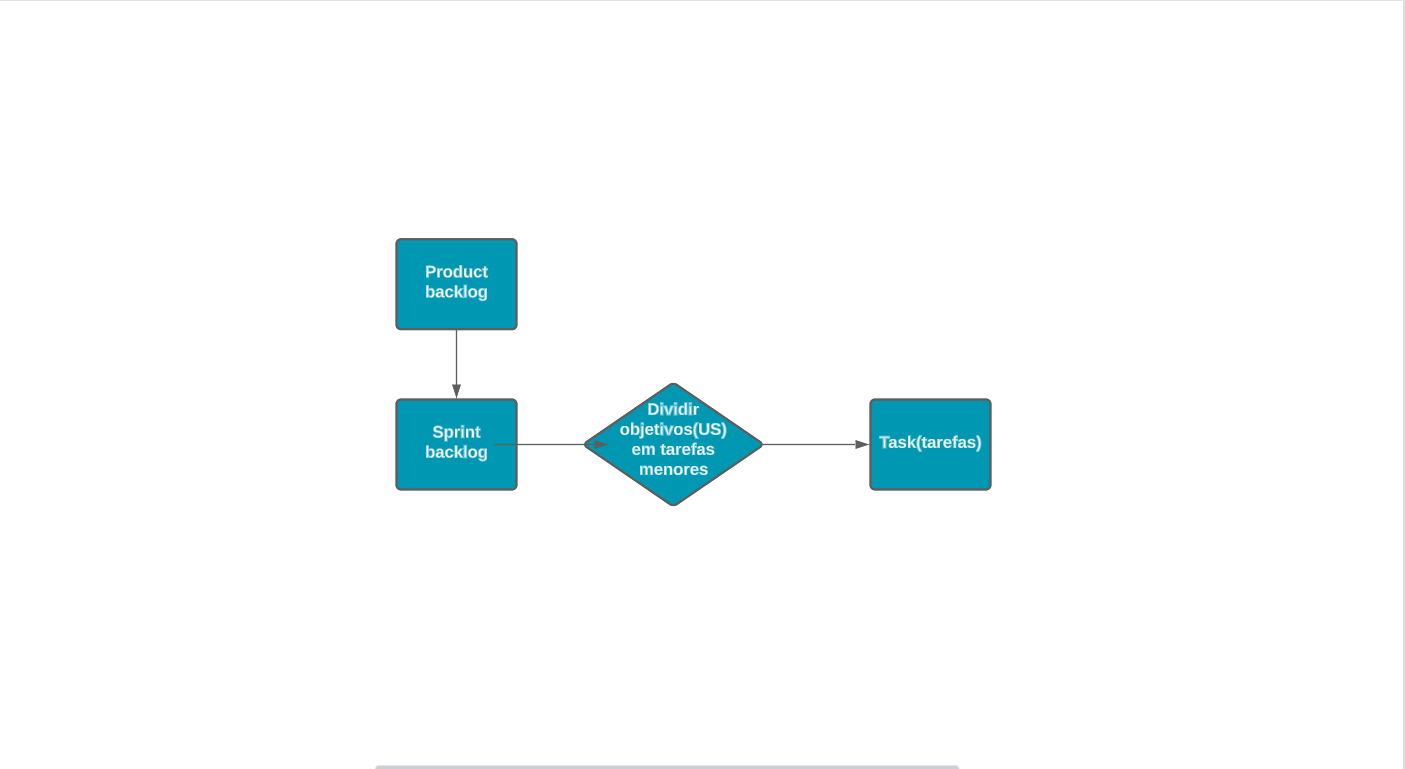 Product
backlog
Sprint
backlog
Dividir
objetivos(US)
em tarefas
menores
Task(tarefas)